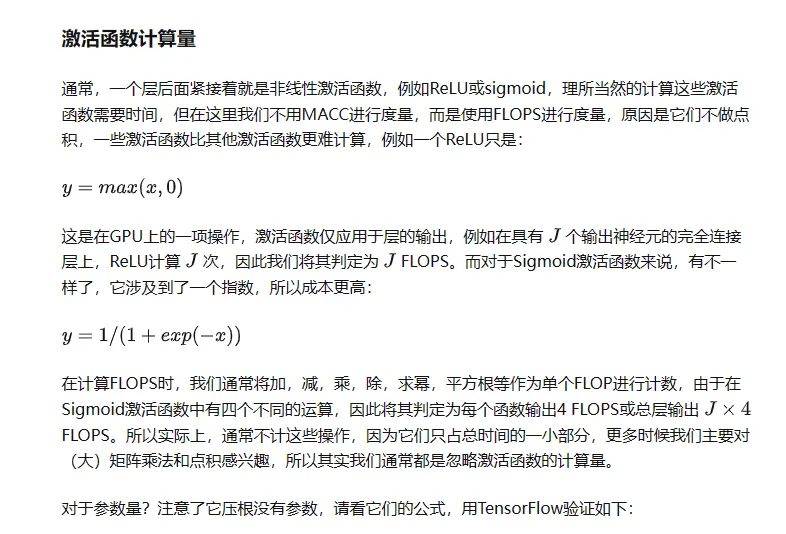 激活函数计算量
通常，一个层后面紧接着就是非线性激活函数，例如ReLU或sigmoid，理所当然的计算这些激活
函数需要时间，但在这里我们不用MACC进行度量，而是使用FLOPS进行度量，原因是它们不做点
积，一些激活函数比其他激活函数更难计算，例如一个ReLU只是：
y = max(x, 0)
这是在GPU上的一项操作，激活函数仅应用于层的输出，例如在具有 J 个输出神经元的完全连接
层上，ReLU计算 J 次，因此我们将其判定为 J FLOPS。而对于Sigmoid激活函数来说，有不一
样了，它涉及到了一个指数，所以成本更高：
y = 1/(1 + exp(−x))
在计算FLOPS时，我们通常将加，减，乘，除，求幂，平方根等作为单个FLOP进行计数，由于在
Sigmoid激活函数中有四个不同的运算，因此将其判定为每个函数输出4 FLOPS或总层输出 J × 4
FLOPS。所以实际上，通常不计这些操作，因为它们只占总时间的一小部分，更多时候我们主要对
（大）矩阵乘法和点积感兴趣，所以其实我们通常都是忽略激活函数的计算量。
对于参数量？注意了它压根没有参数，请看它们的公式，用TensorFlow验证如下：